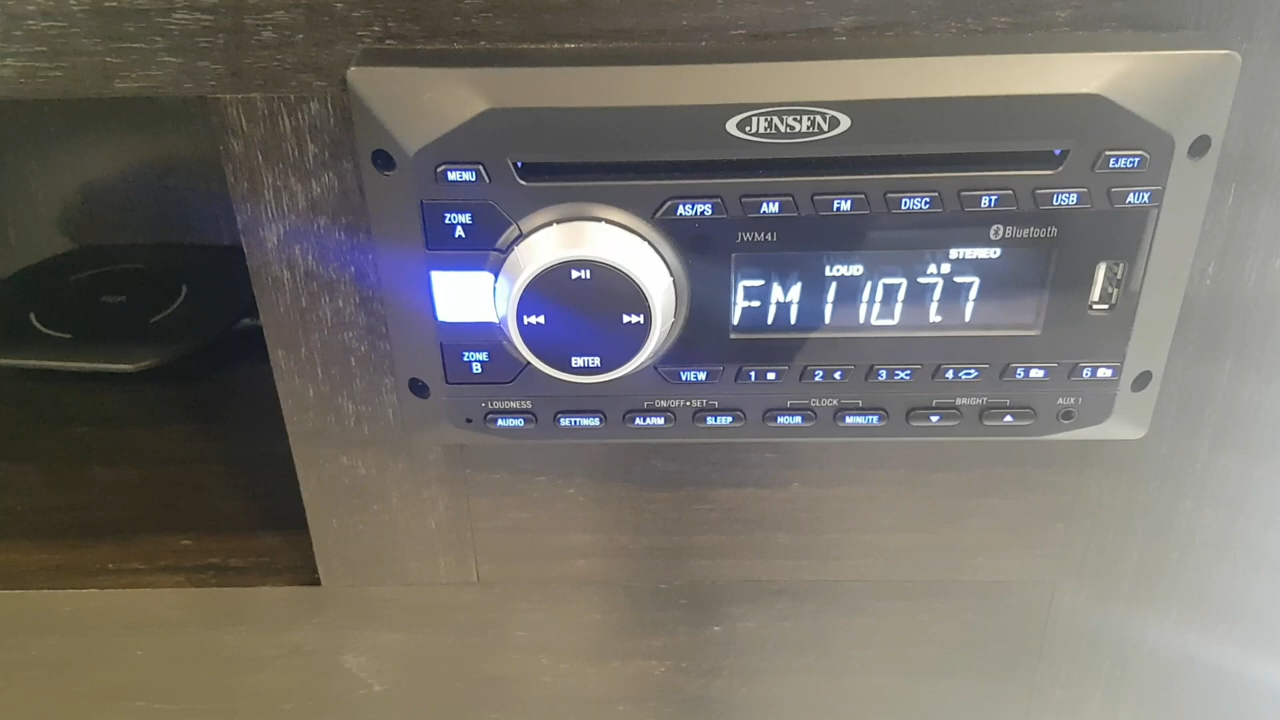 JENSEN
MENU
EJECT
AS/PS AM FM DISC BT USB AUX
ZONE
A
JWM41
Bluetooth
STEREO
LOUD A B
FM1 107.7
ENTER
ZONE
B
VIEW 1 2 3 4 5 6
• LOUDNESS ON/OFF•SET CLOCK BRIGHT AUX 1
AUDIO SETTINGS ALARM SLEEP HOUR MINUTE